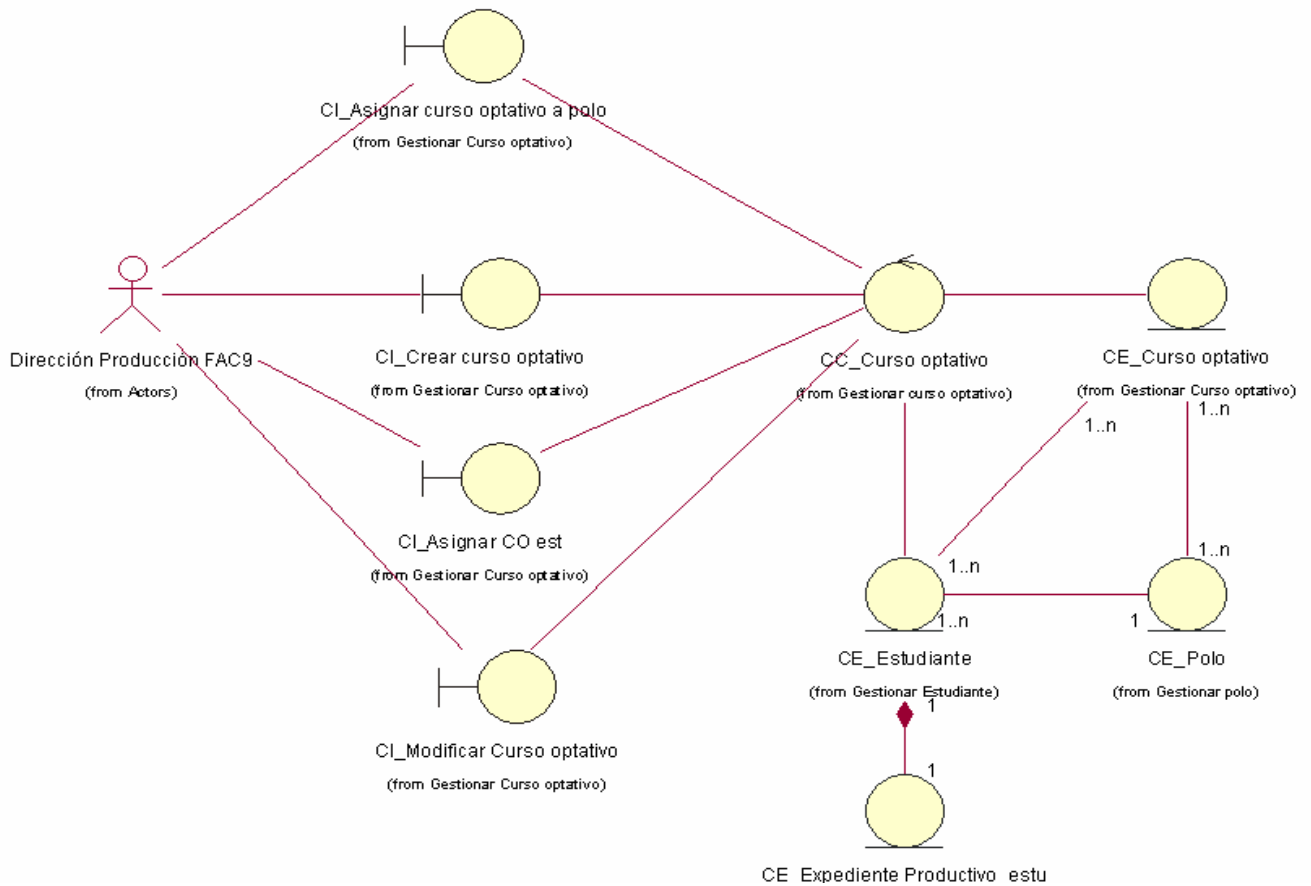 CI_Asignar curso optativo a polo
(from Gestionar Curso optativo)
Dirección Producción FAC9
(from Actors)
CI_Crear curso optativo
(from Gestionar Curso optativo)
CC_Curso optativo
(from Gestionar curso optativo)
CE_Curso optativo
(from Gestionar Curso optativo)
1..n
1..n
CI_Asignar CO est
(from Gestionar Curso optativo)
1..n
1..n
1..n
1
CE_Estudiante
(from Gestionar Estudiante)
CE_Polo
(from Gestionar polo)
1
CI_Modificar Curso optativo
(from Gestionar Curso optativo)
1
CE_Expediente Productivo_estu